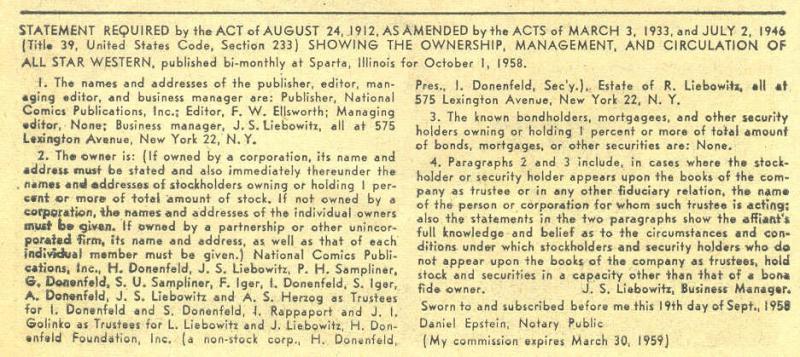 STATEMENT REQUIRED by the ACT of AUGUST 24, 1912, AS AMENDED by the ACTS of MARCH 3, 1933, and JULY 2, 1946
(Title 39, United States Code, Section 233) SHOWING THE OWNERSHIP, MANAGEMENT, AND CIRCULATION OF
ALL STAR WESTERN, published bi-monthly at Sparta, Illinois for October 1, 1958.
1. The names and addresses of the publisher, editor, man-
aging editor, and business manager are: Publisher, National
Comics Publications, Inc.; Editor, F. W. Ellsworth; Managing
editor, None; Business manager, J. S. Liebowitz, all at 575
Lexington Avenue, New York 22, N. Y.
2. The owner is: (If owned by a corporation, its name and
address must be stated and also immediately thereunder the
names and addresses of stockholders owning or holding 1 per-
cent or more of total amount of stock. If not owned by a
corporation, the names and addresses of the individual owners
must be given. If owned by a partnership or other unincor-
porated firm, its name and address, as well as that of each
individual member must be given.) National Comics Publi-
cations, Inc., H. Donenfeld, J. S. Liebowitz, P. H. Sampliner,
G. Donenfeld, S. U. Sampliner, F. Iger, I. Donenfeld, S. Iger,
A. Donenfeld, J. S. Liebowitz and A. S. Herzog as Trustees
for I. Donenfeld and S. Donenfeld, I. Rappaport and J. I.
Golinko as Trustees for L. Liebowitz and J. Liebowitz, H. Don-
enfeld Foundation, Inc. (a non-stock corp., H. Donenfeld,
Pres., I. Donenfeld, Sec'y.), Estate of R. Liebowitz, all at
575 Lexington Avenue, New York 22, N. Y.
3. The known bondholders, mortgagees, and other security
holders owning or holding 1 percent or more of total amount
of bonds, mortgages, or other securities are: None.
4. Paragraphs 2 and 3 include, in cases where the stock-
holder or security holder appears upon the books of the com-
pany as trustee or in any other fiduciary relation, the name
of the person or corporation for whom such trustee is acting;
also the statements in the two paragraphs show the affiant's
full knowledge and belief as to the circumstances and con-
ditions under which stockholders and security holders who do
not appear upon the books of the company as trustees, hold
stock and securities in a capacity other than that of a bona
fide owner. J. S. Liebowitz, Business Manager.
Sworn to and subscribed before me this 19th day of Sept., 1958
Daniel Epstein, Notary Public
(My commission expires March 30, 1959)